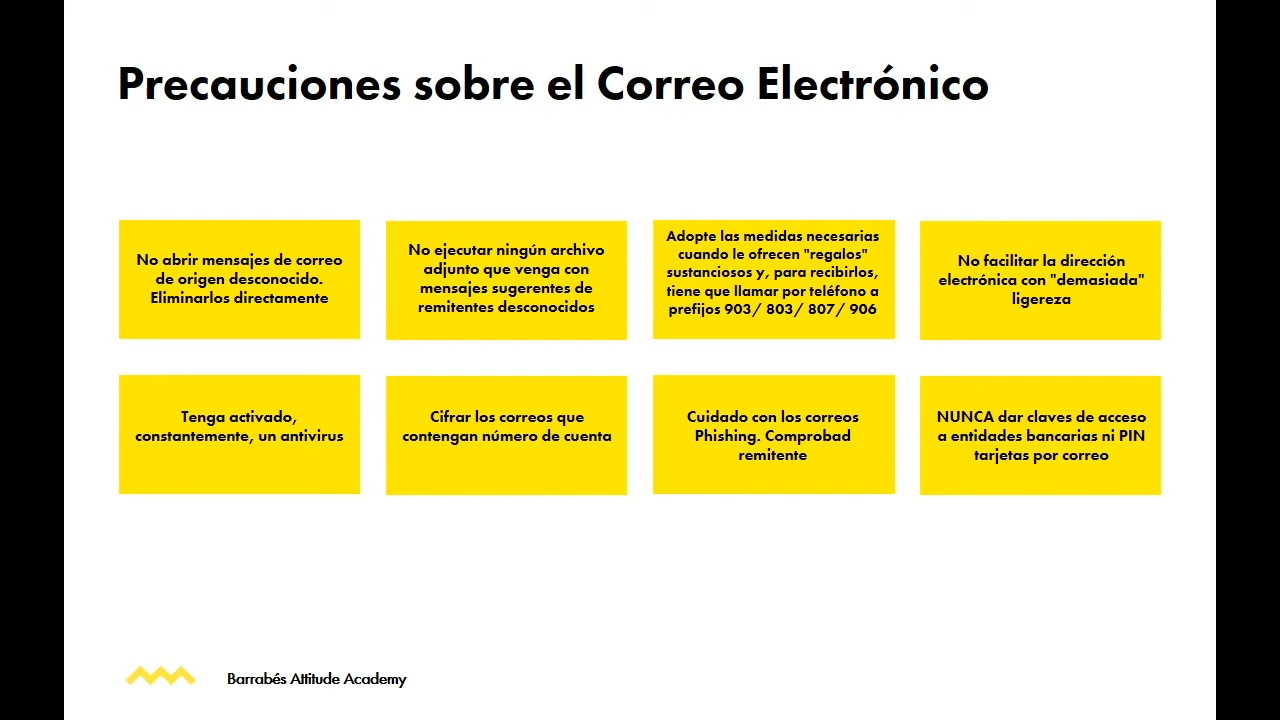 Precauciones sobre el Correo Electrónico
No abrir mensajes de correo
de origen desconocido.
Eliminarlos directamente
No ejecutar ningún archivo
adjunto que venga con
mensajes sugerentes de
remitentes desconocidos
Adopte las medidas necesarias
cuando le ofrecen "regalos"
sustanciosos y, para recibirlos,
tiene que llamar por teléfono a
prefijos 903/ 803/ 807/ 906
No facilitar la dirección
electrónica con "demasiada"
ligereza
Tenga activado,
constantemente, un antivirus
Cifrar los correos que
contengan número de cuenta
Cuidado con los correos
Phishing. Comprobad
remitente
NUNCA dar claves de acceso
a entidades bancarias ni PIN
tarjetas por correo
Barrabés Attitude Academy